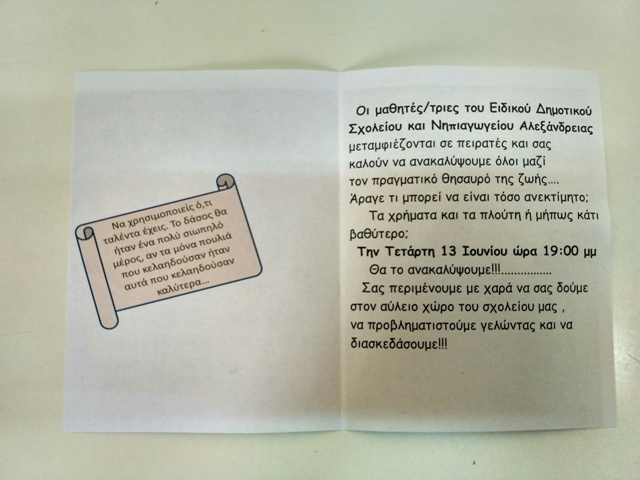 Να χρησιμοποιείς ό,τι
ταλέντα έχεις. Το δάσος θα
ήταν ένα πολύ σιωπηλό
μέρος, αν τα μόνα πουλιά
που κελαηδούσαν ήταν
αυτά που κελαηδούσαν
καλύτερα...
Οι μαθητές/τριες του Ειδικού Δημοτικού
Σχολείου και Νηπιαγωγείου Αλεξάνδρειας
μεταμφιέζονται σε πειρατές και σας
καλούν να ανακαλύψουμε όλοι μαζί
τον πραγματικό θησαυρό της ζωής....
Άραγε τι μπορεί να είναι τόσο ανεκτίμητο;
Τα χρήματα και τα πλούτη ή μήπως κάτι
βαθύτερο;
Την Τετάρτη 13 Ιουνίου ώρα 19:00 μμ
Θα το ανακαλύψουμε!!!...............
Σας περιμένουμε με χαρά να σας δούμε
στον αύλειο χώρο του σχολείου μας ,
να προβληματιστούμε γελώντας και να
διασκεδάσουμε!!!